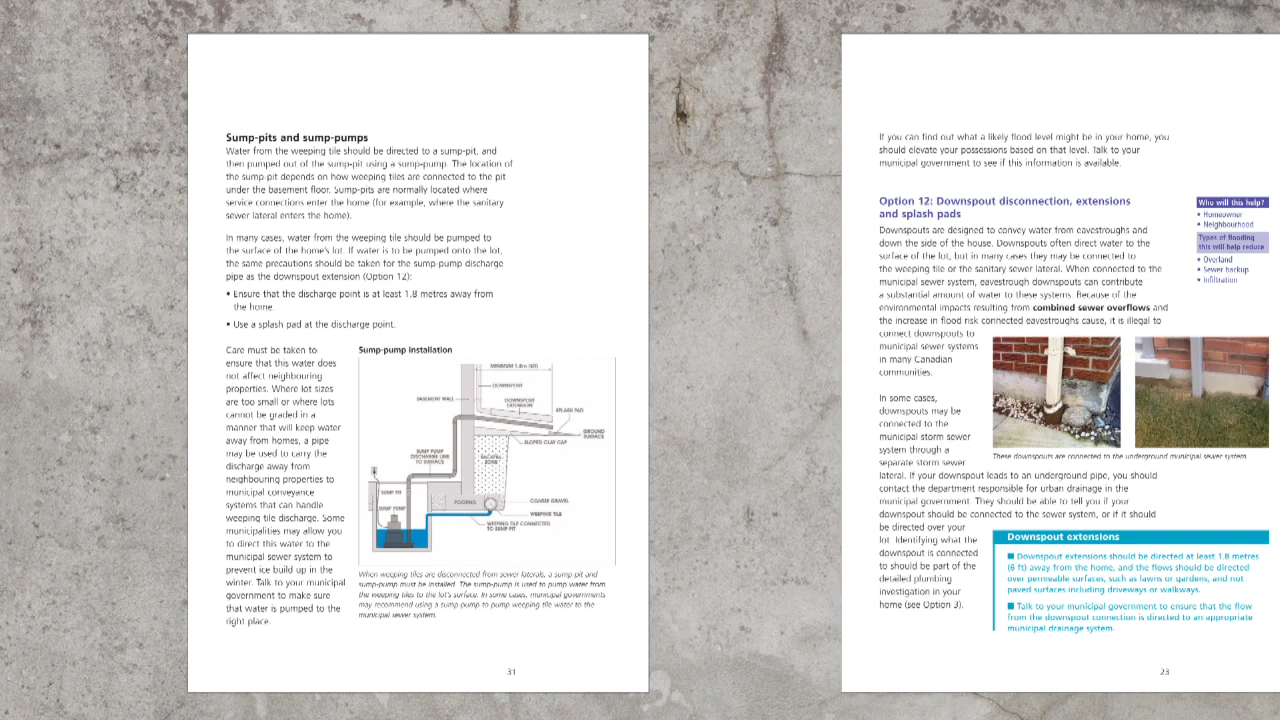 Sump-pits and sump-pumps
Water from the weeping tile should be directed to a sump-pit, and
then pumped out of the sump-pit using a sump-pump. The location of
the sump pit depends on how weeping tiles are connected to the pit
under the basement floor. Sump-pits are normally located where
service connections enter the home (for example, where the sanitary
sewer lateral enters the home).
In many cases, water from the weeping tile should be pumped to
the surface of the home's lot. If water is to be pumped onto the lot,
the same precautions should be taken for the sump-pump discharge
pipe as the downspout extension (Option 12):
• Ensure that the discharge point is at least 1.8 metres away from
the home.
• Use a splash pad at the discharge point.
Care must be taken to
ensure that this water does
not affect neighbouring
properties. Where lot sizes
are too small or where lots
cannot be graded in a
manner that will keep water
away from homes, a pipe
may be used to carry the
discharge away from
neighbouring properties to
municipal conveyance
systems that can handle
weeping tile discharge. Some
municipalities may allow you
to direct this water to the
municipal sewer system to
prevent ice build up in the
winter. Talk to your municipal
government to make sure
that water is pumped to the
right place.
Sump-pump installation
MINIMUM 1.8m (6ft)
DOWNSPOUT
BASEMENT WALL
DOWNSPOUT
EXTENSION
SPLASH PAD
GROUND
SURFACE
SLOPED CLAY CAP
SUMP PUMP
DISCHARGE LINE
TO SURFACE
BACKFILL
ZONE
SUMP PIT
FOOTING
COARSE GRAVEL
SUMP PUMP
WEEPING TILE
WEEPING TILE CONNECTED
TO SUMP PIT
When weeping tiles are disconnected from sewer laterals, a sump pit and
sump-pump must be installed. The sump-pump is used to pump water from
the weeping tiles to the lot's surface. In some cases, municipal governments
may recommend using a sump-pump to pump weeping tile water to the
municipal sewer system.
31
If you can find out what a likely flood level might be in your home, you
should elevate your possessions based on that level. Talk to your
municipal government to see if this information is available.
Option 12: Downspout disconnection, extensions
and splash pads
Downspouts are designed to convey water from eavestroughs and
down the side of the house. Downspouts often direct water to the
surface of the lot, but in many cases they may be connected to
the weeping tile or the sanitary sewer lateral. When connected to the
municipal sewer system, eavestrough downspouts can contribute
a substantial amount of water to these systems. Because of the
environmental impacts resulting from combined sewer overflows and
the increase in flood risk connected eavestroughs cause, it is illegal to
connect downspouts to
municipal sewer systems
in many Canadian
communities.
In some cases,
downspouts may be
connected to the
municipal storm sewer
system through a
separate storm sewer
lateral. If your downspout leads to an underground pipe, you should
contact the department responsible for urban drainage in the
municipal government. They should be able to tell you if your
downspout should be connected to the sewer system, or if it should
be directed over your
lot. Identifying what the
downspout is connected
to should be part of the
detailed plumbing
investigation in your
home (see Option 3).
Who will this help?
• Homeowner
• Neighbourhood
Types of flooding
this will help reduce
• Overland
• Sewer backup
• Infiltration
These downspouts are connected to the underground municipal sewer system.
Downspout extensions
■ Downspout extensions should be directed at least 1.8 metres
(6 ft) away from the home, and the flows should be directed
over permeable surfaces, such as lawns or gardens, and not
paved surfaces including driveways or walkways.
■ Talk to your municipal government to ensure that the flow
from the downspout connection is directed to an appropriate
municipal drainage system.
23